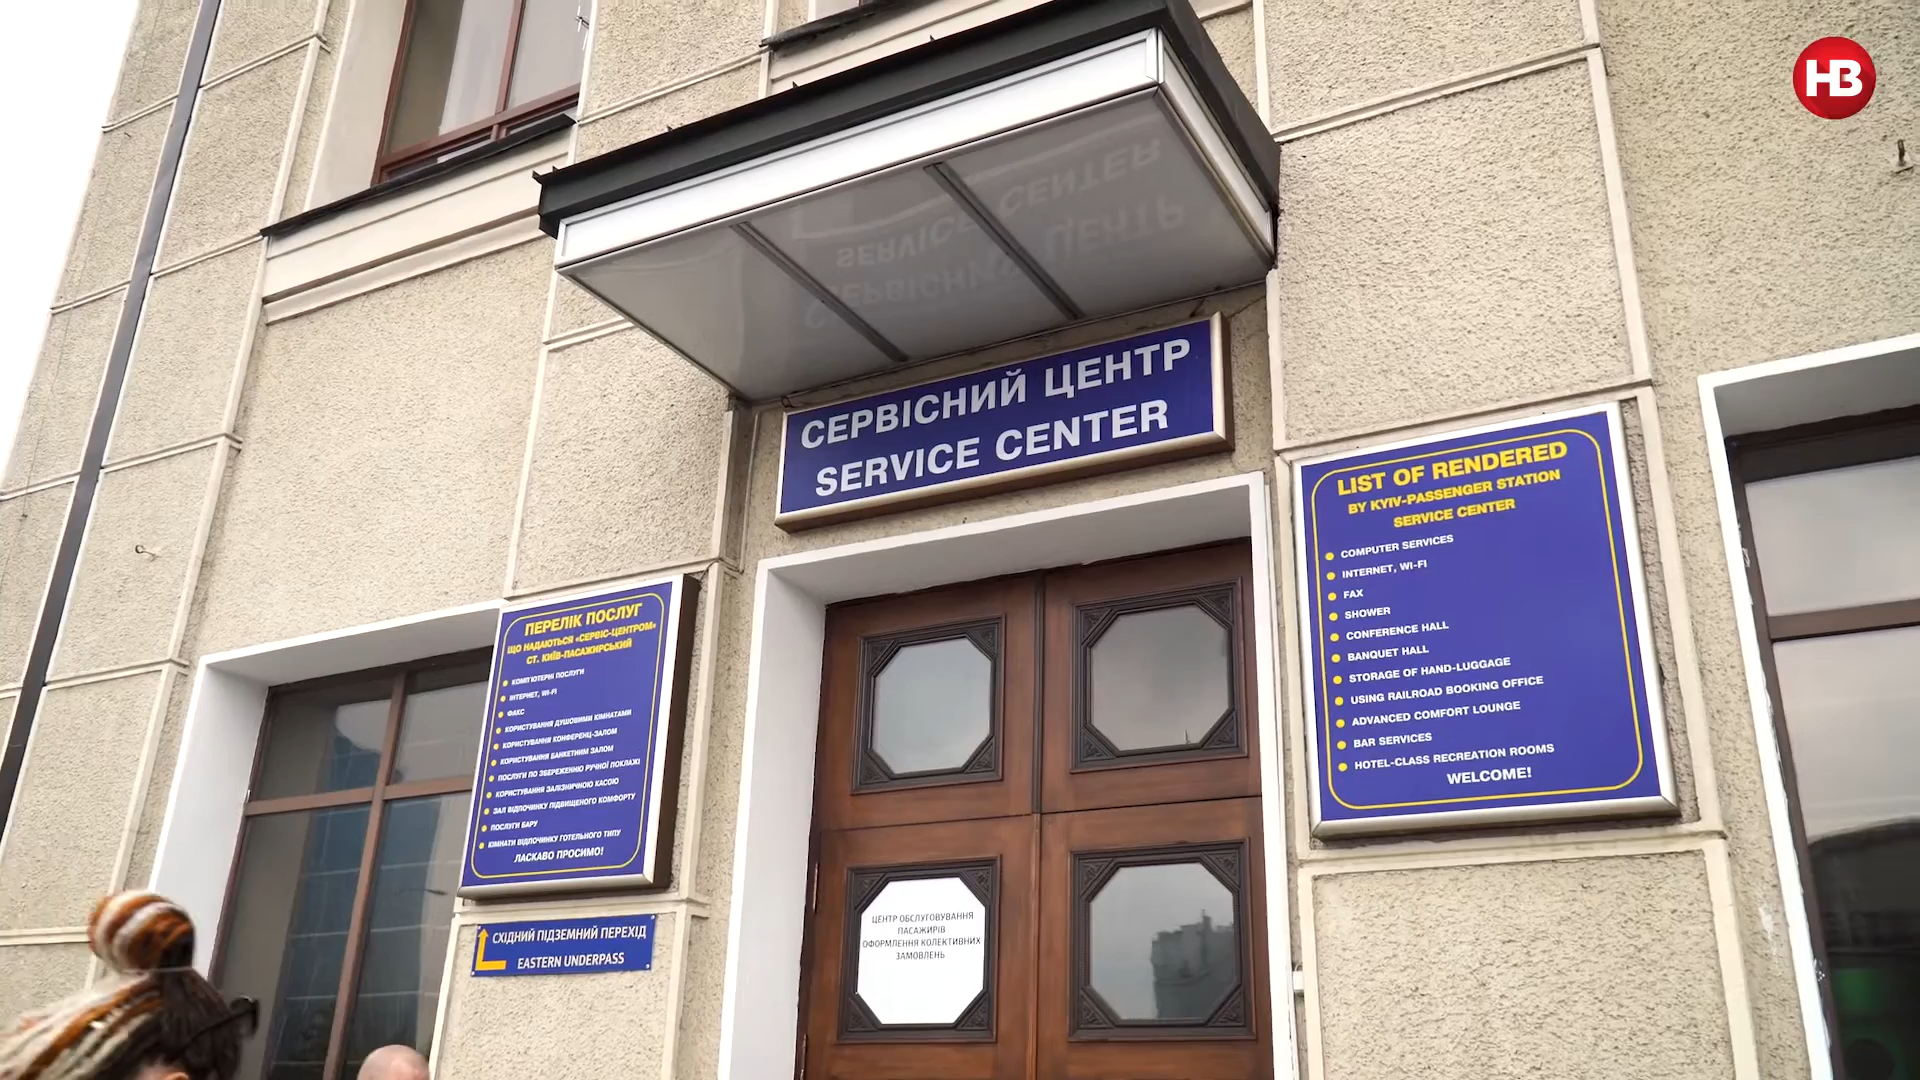 НВ
СЕРВІСНИЙ ЦЕНТР
SERVICE CENTER
ПЕРЕЛІК ПОСЛУГ
ЩО НАДАЮТЬСЯ «СЕРВІС-ЦЕНТРОМ»
СТ. КИЇВ-ПАСАЖИРСЬКИЙ
КОМП'ЮТЕРНІ ПОСЛУГИ
ІНТЕРНЕТ, WI-FI
ФАКС
КОРИСТУВАННЯ ДУШОВИМИ КІМНАТАМИ
КОРИСТУВАННЯ КОНФЕРЕНЦ-ЗАЛОМ
КОРИСТУВАННЯ БАНКЕТНИМ ЗАЛОМ
ПОСЛУГИ ПО ЗБЕРЕЖЕННЮ РУЧНОЇ ПОКЛАЖІ
КОРИСТУВАННЯ ЗАЛІЗНИЧНОЮ КАСОЮ
ЗАЛ ВІДПОЧИНКУ ПІДВИЩЕНОГО КОМФОРТУ
ПОСЛУГИ БАРУ
КІМНАТИ ВІДПОЧИНКУ ГОТЕЛЬНОГО ТИПУ
ЛАСКАВО ПРОСИМО!
СХІДНИЙ ПІДЗЕМНИЙ ПЕРЕХІД
EASTERN UNDERPASS
ЦЕНТР ОБСЛУГОВУВАННЯ
ПАСАЖИРІВ
ОФОРМЛЕННЯ КОЛЕКТИВНИХ
ЗАМОВЛЕНЬ
LIST OF RENDERED
BY KYIV-PASSENGER STATION
SERVICE CENTER
COMPUTER SERVICES
INTERNET, WI-FI
FAX
SHOWER
CONFERENCE HALL
BANQUET HALL
STORAGE OF HAND-LUGGAGE
USING RAILROAD BOOKING OFFICE
ADVANCED COMFORT LOUNGE
BAR SERVICES
HOTEL-CLASS RECREATION ROOMS
WELCOME!